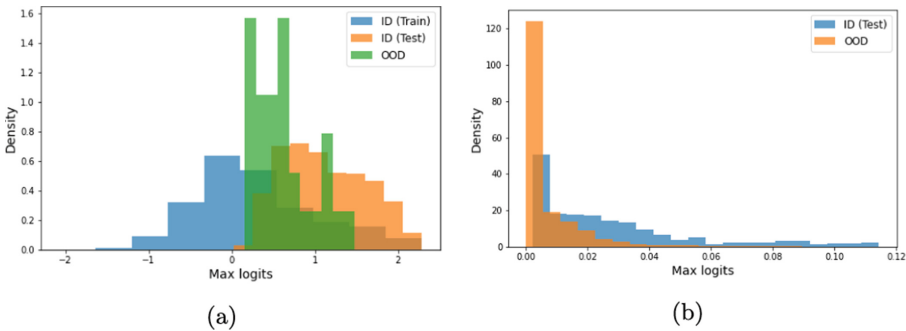 ID (Train)
ID (Test)
OOD
1.6
1.4
1.2
1.0
0.8
0.6
0.4
0.2
0.0
Density
−2
−1
0
1
2
Max logits
(a)
ID (Test)
OOD
120
100
80
60
40
20
0
Density
0.00
0.02
0.04
0.06
0.08
0.10
0.12
Max logits
(b)